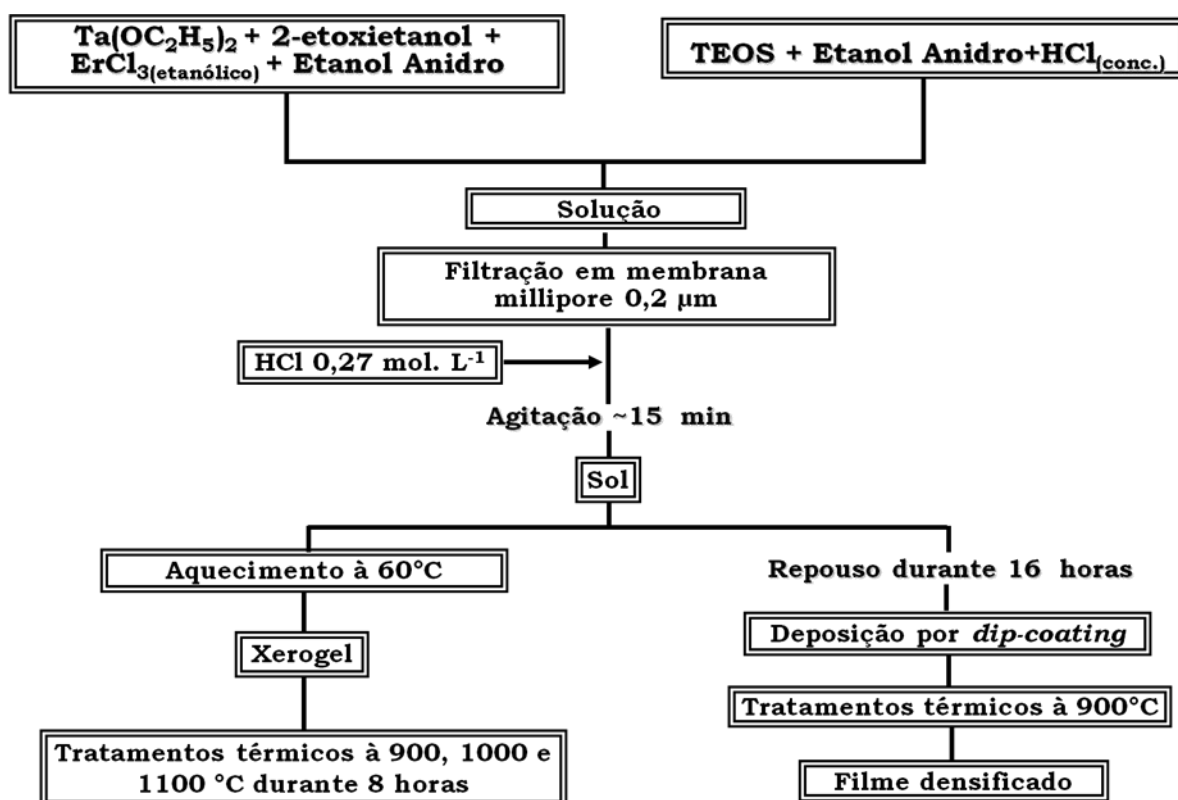 Ta(OC₂H₅)₂ + 2-etoxietanol +
ErCl₃(etanólico) + Etanol Anidro
TEOS + Etanol Anidro+HCl(conc.)
Solução
Filtração em membrana
millipore 0,2 µm
HCl 0,27 mol. L⁻¹
Agitação ~15 min
Sol
Aquecimento à 60°C
Xerogel
Tratamentos térmicos à 900, 1000 e
1100 °C durante 8 horas
Repouso durante 16 horas
Deposição por dip-coating
Tratamentos térmicos à 900°C
Filme densificado